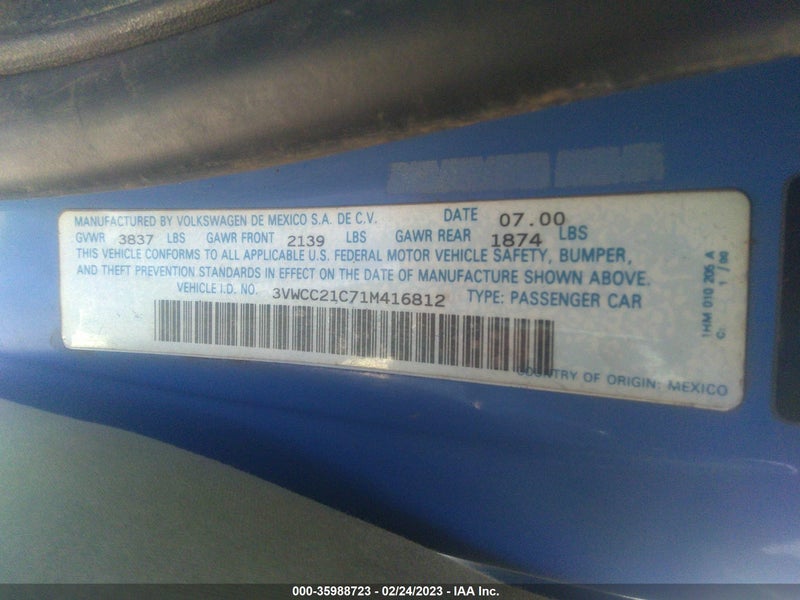 MANUFACTURED BY VOLKSWAGEN DE MEXICO S.A. DE C.V. DATE 07.00
GVWR 3837 LBS GAWR FRONT 2139 LBS GAWR REAR 1874 LBS
THIS VEHICLE CONFORMS TO ALL APPLICABLE U.S. FEDERAL MOTOR VEHICLE SAFETY, BUMPER,
AND THEFT PREVENTION STANDARDS IN EFFECT ON THE DATE OF MANUFACTURE SHOWN ABOVE.
VEHICLE I.D. NO. 3VWCC21C71M416812 TYPE: PASSENGER CAR
COUNTRY OF ORIGIN: MEXICO
1HM 010 205 A
C: 1 / 00
000-35988723 - 02/24/2023 - IAA Inc.